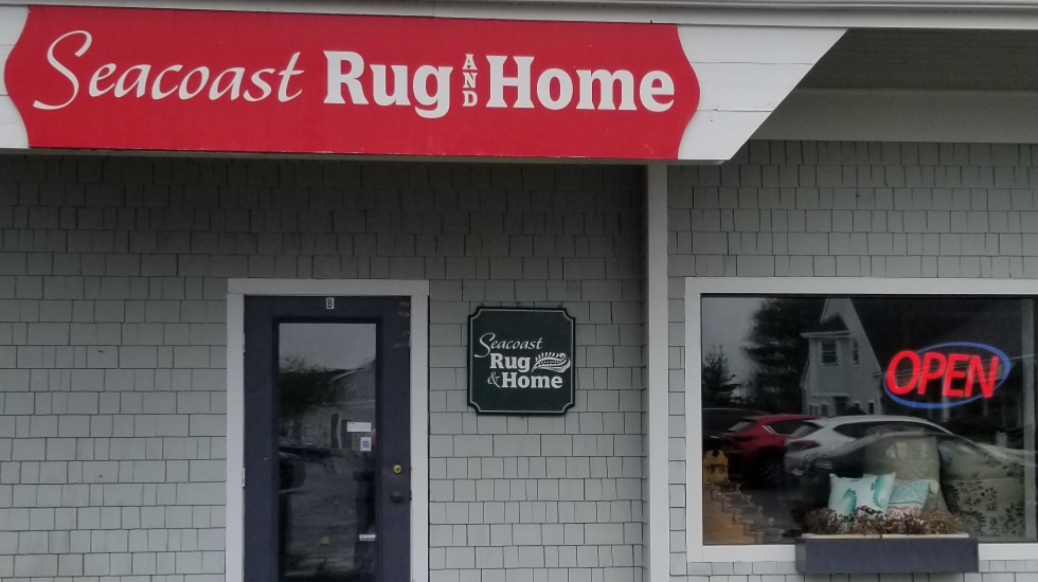 Seacoast Rug AND Home
B
Seacoast
Rug
& Home
OPEN